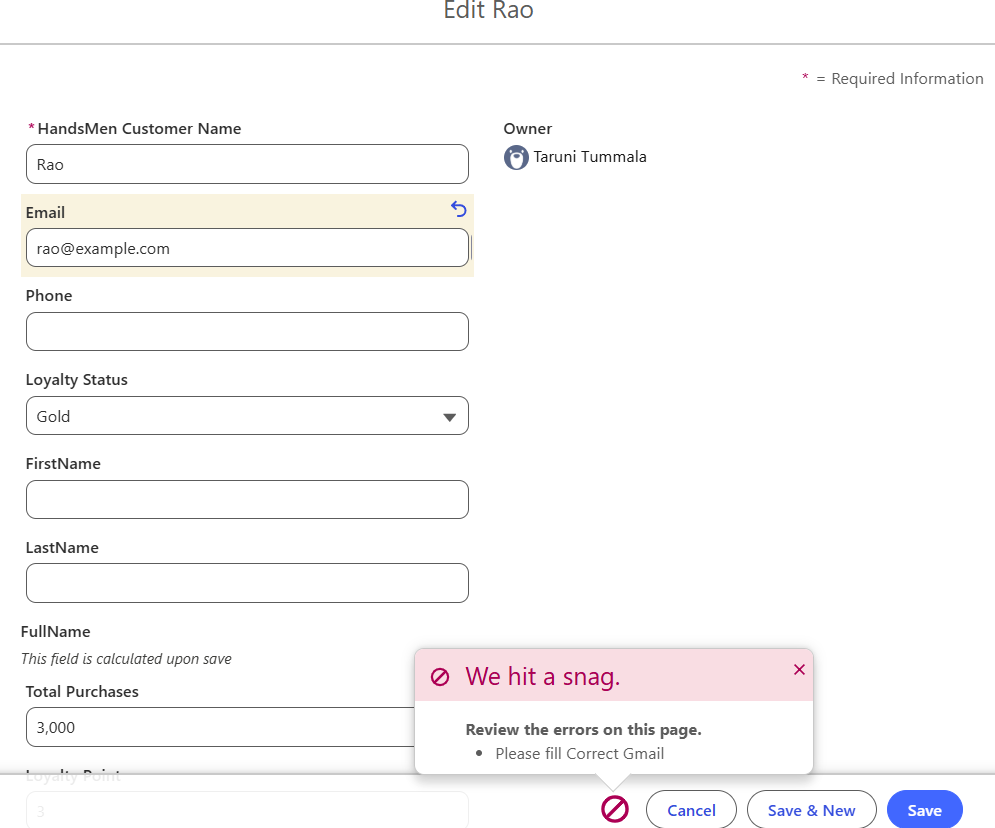 Edit Rao
* = Required Information
*HandsMen Customer Name
Rao
Owner
Taruni Tummala
Email
rao@example.com
Phone
Loyalty Status
Gold
FirstName
LastName
FullName
This field is calculated upon save
Total Purchases
3,000
Loyalty Point
3
We hit a snag.
Review the errors on this page.
• Please fill Correct Gmail
Cancel
Save & New
Save